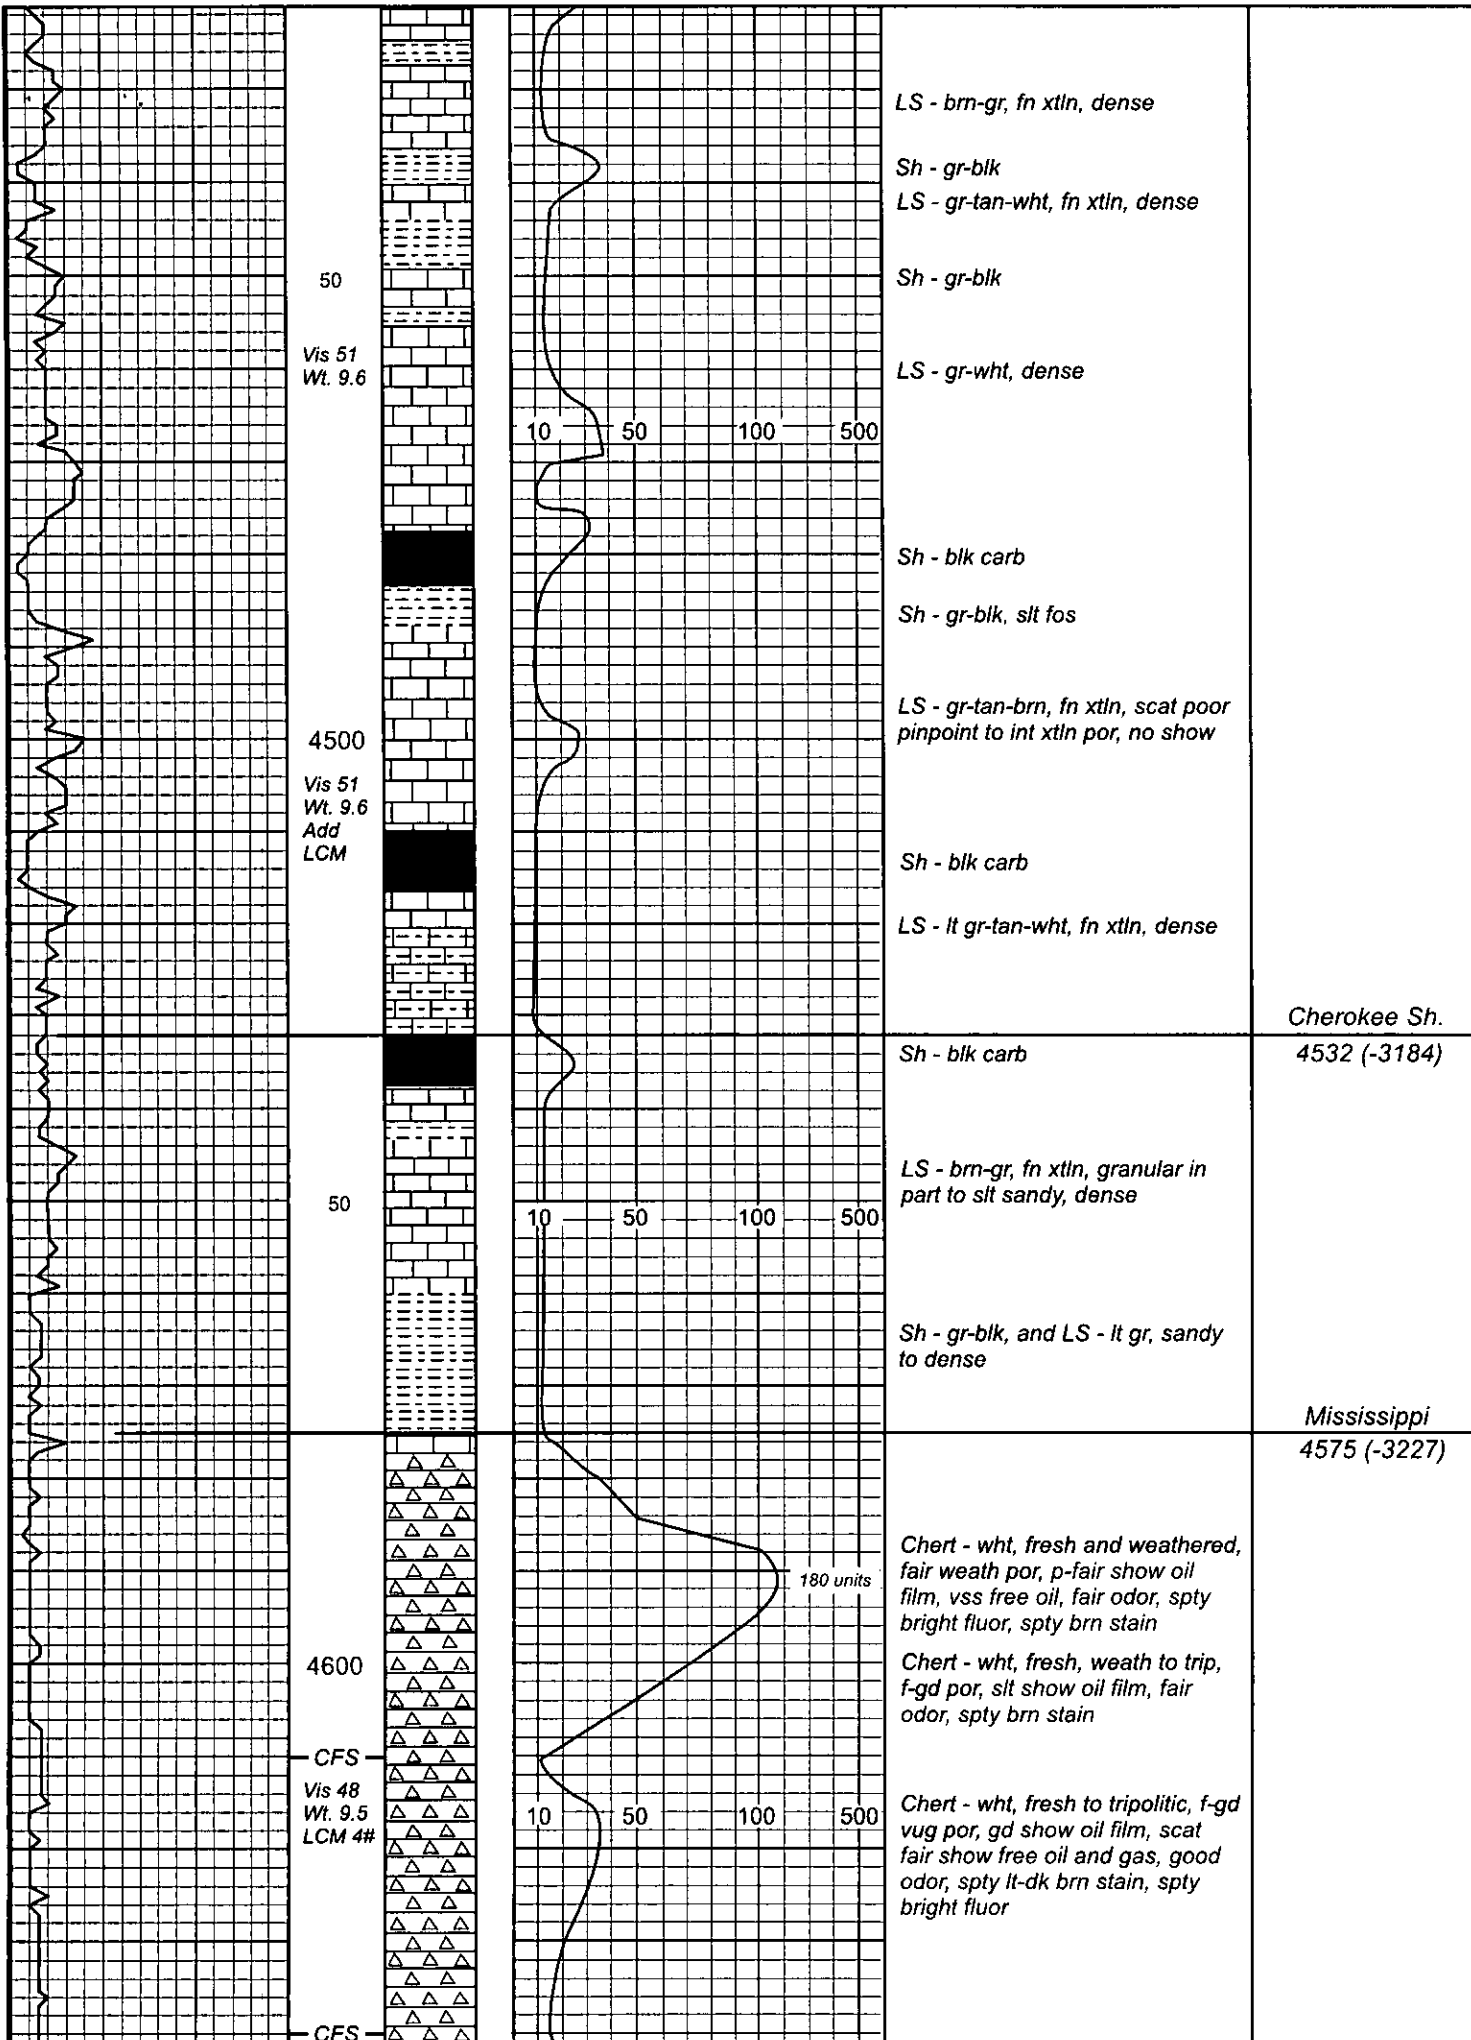 LS - brn-gr, fn xtln, dense
Sh - gr-blk
LS - gr-tan-wht, fn xtln, dense
50
Sh - gr-blk
Vis 51
Wt. 9.6
LS - gr-wht, dense
10 50 100 500
Sh - blk carb
Sh - gr-blk, slt fos
LS - gr-tan-brn, fn xtln, scat poor
pinpoint to int xtln por, no show
4500
Vis 51
Wt. 9.6
Add
LCM
Sh - blk carb
LS - lt gr-tan-wht, fn xtln, dense
Cherokee Sh.
4532 (-3184)
Sh - blk carb
LS - brn-gr, fn xtln, granular in
part to slt sandy, dense
50
10 50 100 500
Sh - gr-blk, and LS - lt gr, sandy
to dense
Mississippi
4575 (-3227)
Chert - wht, fresh and weathered,
fair weath por, p-fair show oil
film, vss free oil, fair odor, spty
bright fluor, spty brn stain
180 units
4600
Chert - wht, fresh, weath to trip,
f-gd por, slt show oil film, fair
odor, spty brn stain
CFS
Vis 48
Wt. 9.5
LCM 4#
10 50 100 500
Chert - wht, fresh to tripolitic, f-gd
vug por, gd show oil film, scat
fair show free oil and gas, good
odor, spty lt-dk brn stain, spty
bright fluor
CFS